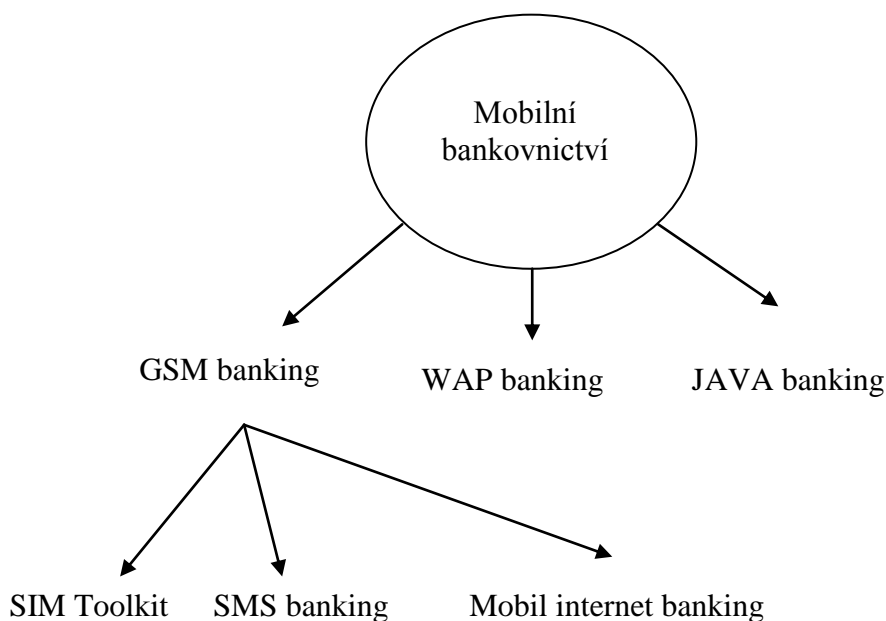 Mobilní
bankovnictví
GSM banking
WAP banking
JAVA banking
SIM Toolkit
SMS banking
Mobil internet banking